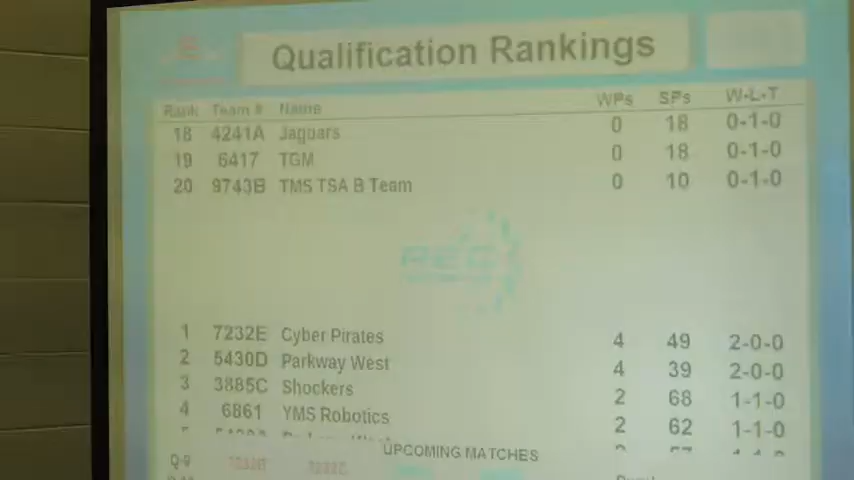 Qualification Rankings
Rank Team # Name WPs SPs W-L-T
18 4241A Jaguars 0 18 0-1-0
19 6417 TGM 0 18 0-1-0
20 9743B TMS TSA B Team 0 10 0-1-0
REC
1 7232E Cyber Pirates 4 49 2-0-0
2 5430D Parkway West 4 39 2-0-0
3 3885C Shockers 2 68 1-1-0
4 6861 YMS Robotics 2 62 1-1-0
UPCOMING MATCHES
Q-9